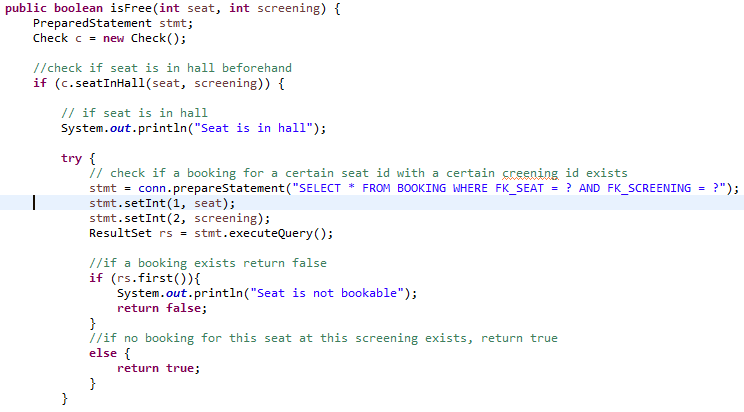 public boolean isFree(int seat, int screening) {
    PreparedStatement stmt;
    Check c = new Check();

    //check if seat is in hall beforehand
    if (c.seatInHall(seat, screening)) {

        // if seat is in hall
        System.out.println("Seat is in hall");

        try {
            // check if a booking for a certain seat id with a certain creening id exists
            stmt = conn.prepareStatement("SELECT * FROM BOOKING WHERE FK_SEAT = ? AND FK_SCREENING = ?");
            stmt.setInt(1, seat);
            stmt.setInt(2, screening);
            ResultSet rs = stmt.executeQuery();

            //if a booking exists return false
            if (rs.first()){
                System.out.println("Seat is not bookable");
                return false;
            }
            //if no booking for this seat at this screening exists, return true
            else {
                return true;
            }
        }